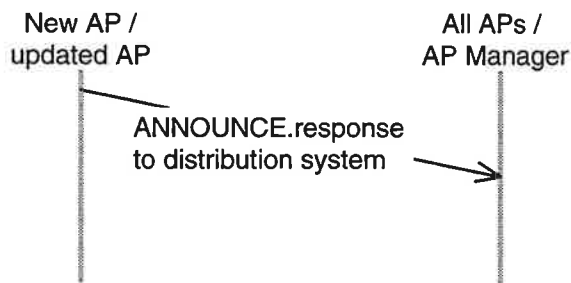 New AP /
updated AP
All APs /
AP Manager
ANNOUNCE.response
to distribution system